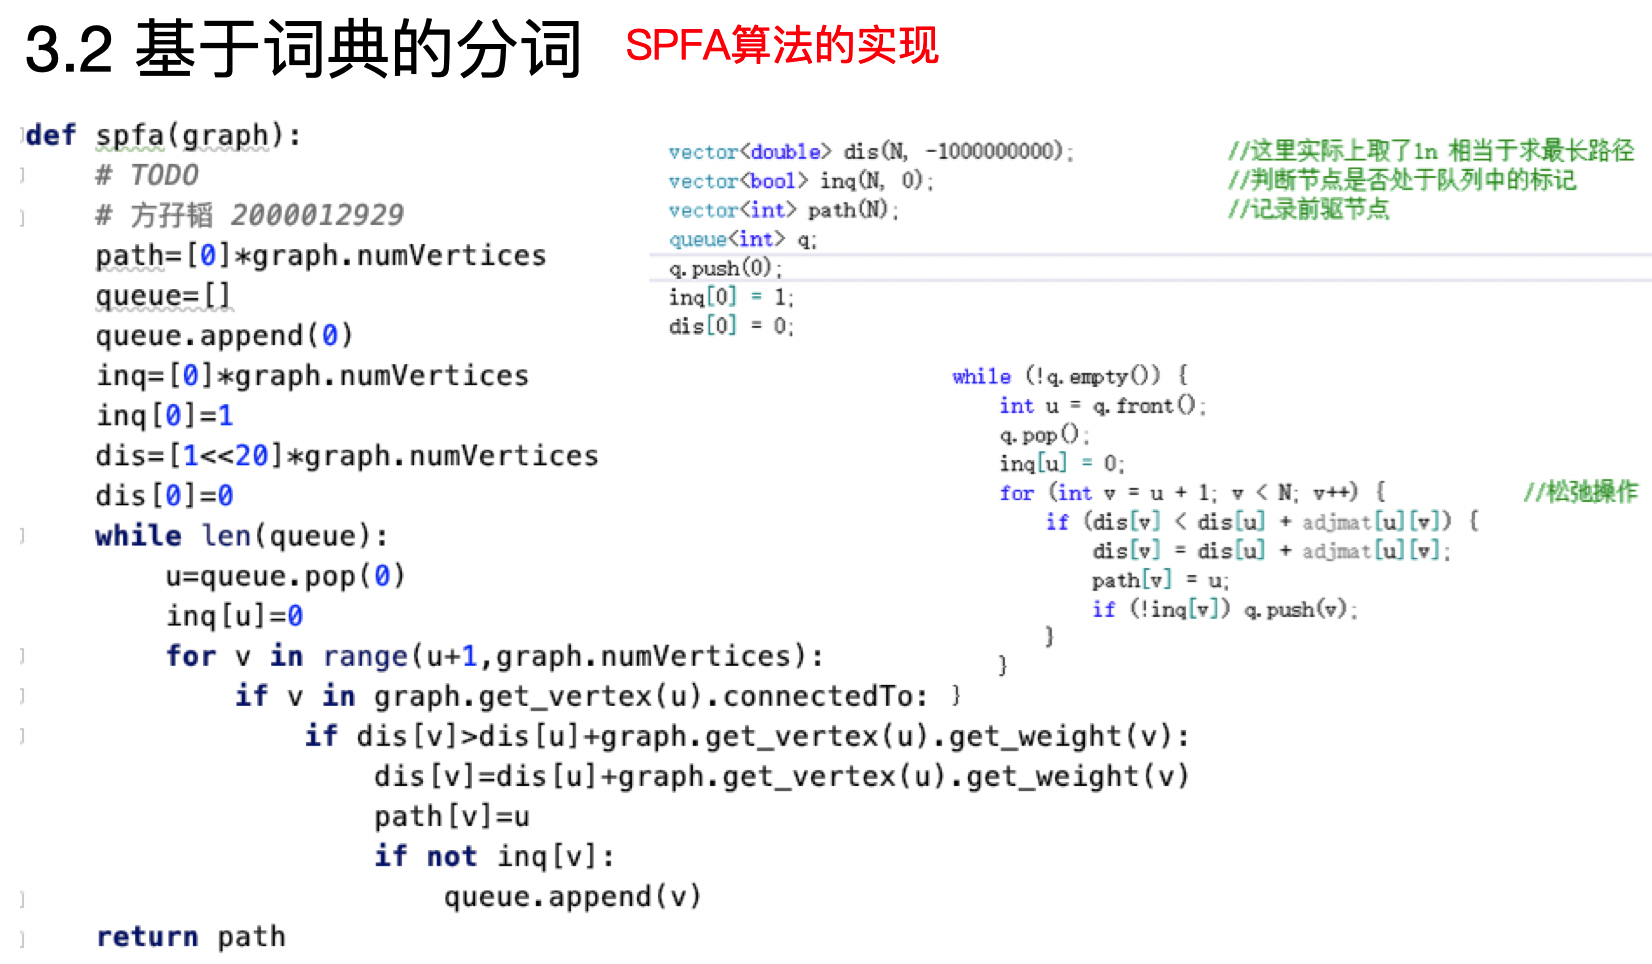 3.2 基于词典的分词
SPFA算法的实现
def spfa(graph):
# TODO
# 方孖韬 2000012929
path=[0]*graph.numVertices
queue=[]
queue.append(0)
inq=[0]*graph.numVertices
inq[0]=1
dis=[1<<20]*graph.numVertices
dis[0]=0
while len(queue):
u=queue.pop(0)
inq[u]=0
for v in range(u+1,graph.numVertices):
if v in graph.get_vertex(u).connectedTo:
if dis[v]>dis[u]+graph.get_vertex(u).get_weight(v):
dis[v]=dis[u]+graph.get_vertex(u).get_weight(v)
path[v]=u
if not inq[v]:
queue.append(v)
return path
vector<double> dis(N, -1000000000); //这里实际上取了ln 相当于求最长路径
vector<bool> inq(N, 0); //判断节点是否处于队列中的标记
vector<int> path(N); //记录前驱节点
queue<int> q;
q.push(0);
inq[0] = 1;
dis[0] = 0;
while (!q.empty()) {
int u = q.front();
q.pop();
inq[u] = 0;
for (int v = u + 1; v < N; v++) { //松弛操作
if (dis[v] < dis[u] + adjmat[u][v]) {
dis[v] = dis[u] + adjmat[u][v];
path[v] = u;
if (!inq[v]) q.push(v);
}
}
}